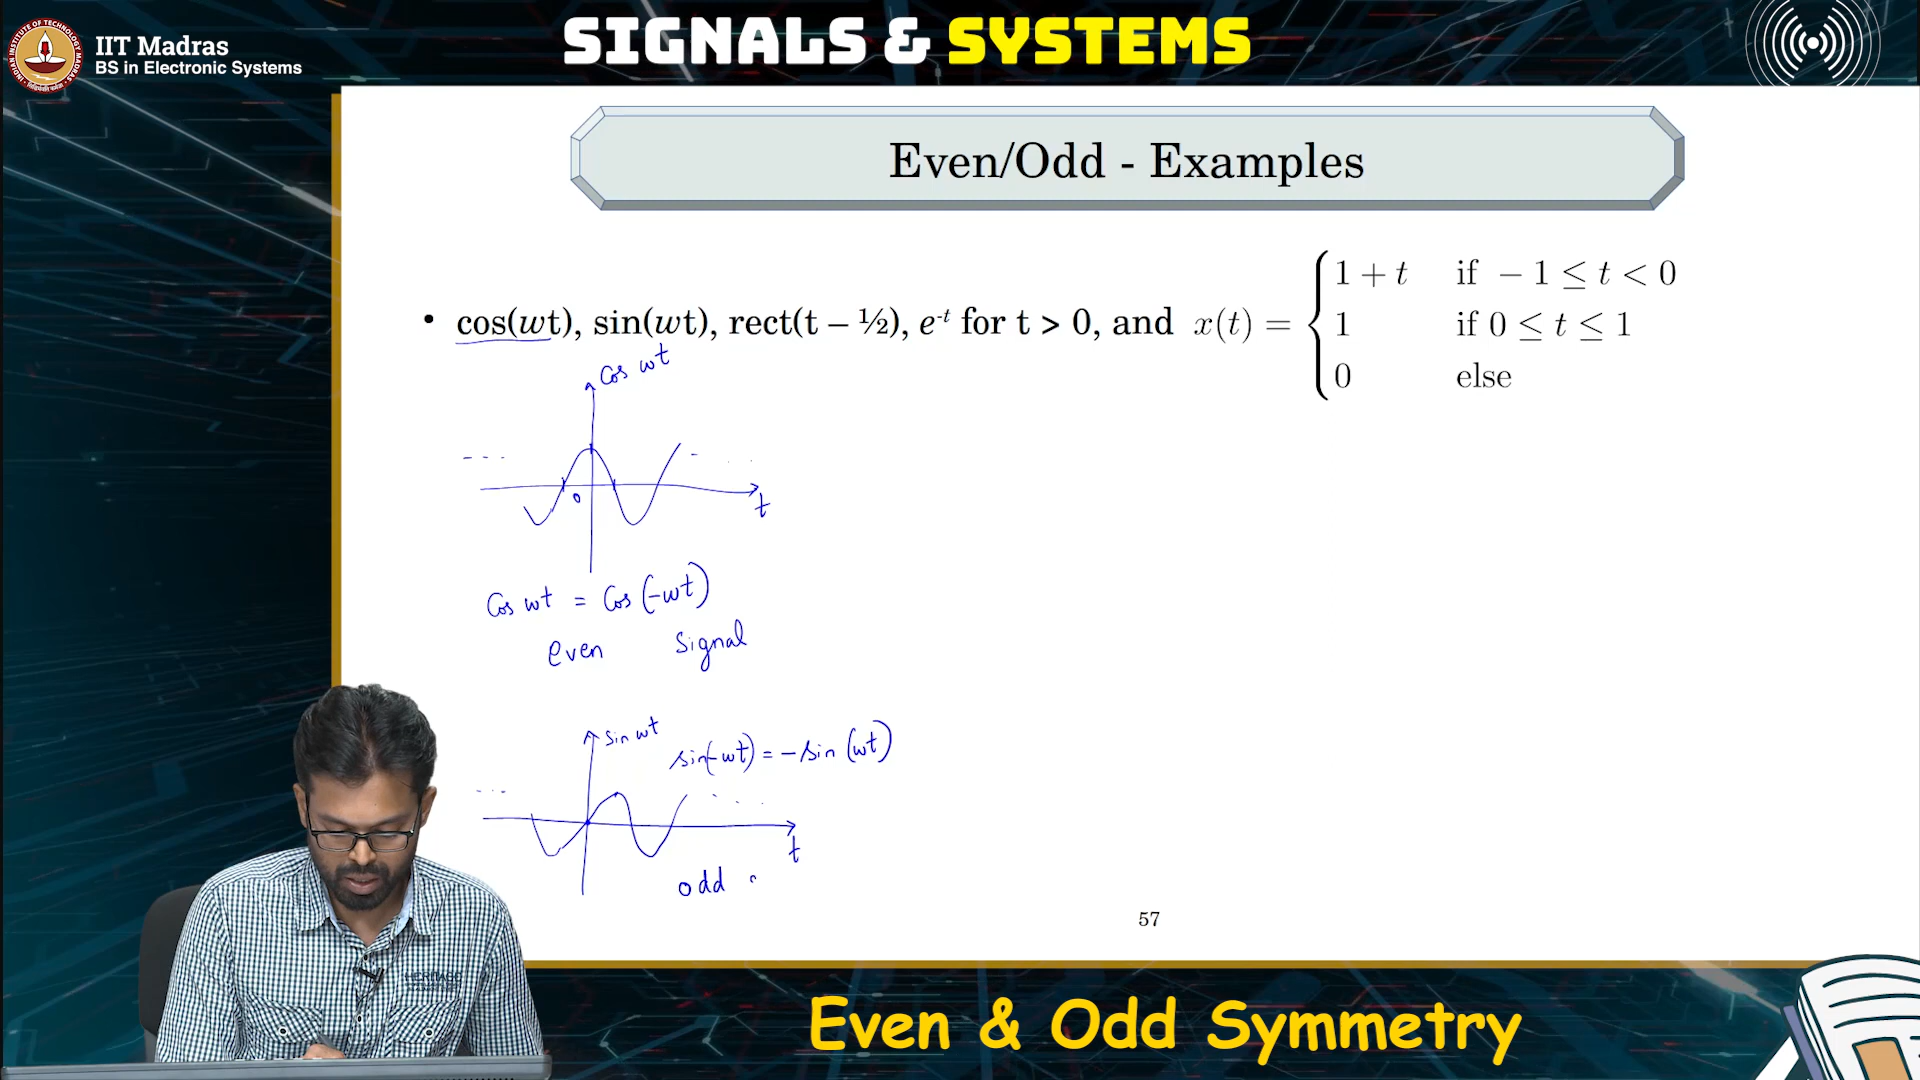 IIT Madras
BS in Electronic Systems
SIGNALS & SYSTEMS
Even/Odd - Examples
• cos(wt), sin(wt), rect(t – ½), e^-t for t > 0, and x(t) = { 1 + t if − 1 ≤ t < 0
1 if 0 ≤ t ≤ 1
0 else
cos wt
0
t
cos wt = cos (-wt)
even signal
sin wt
sin(-wt) = - sin (wt)
t
odd
57
Even & Odd Symmetry